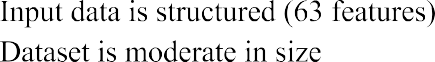 Input data is structured (63 features)
Dataset is moderate in size